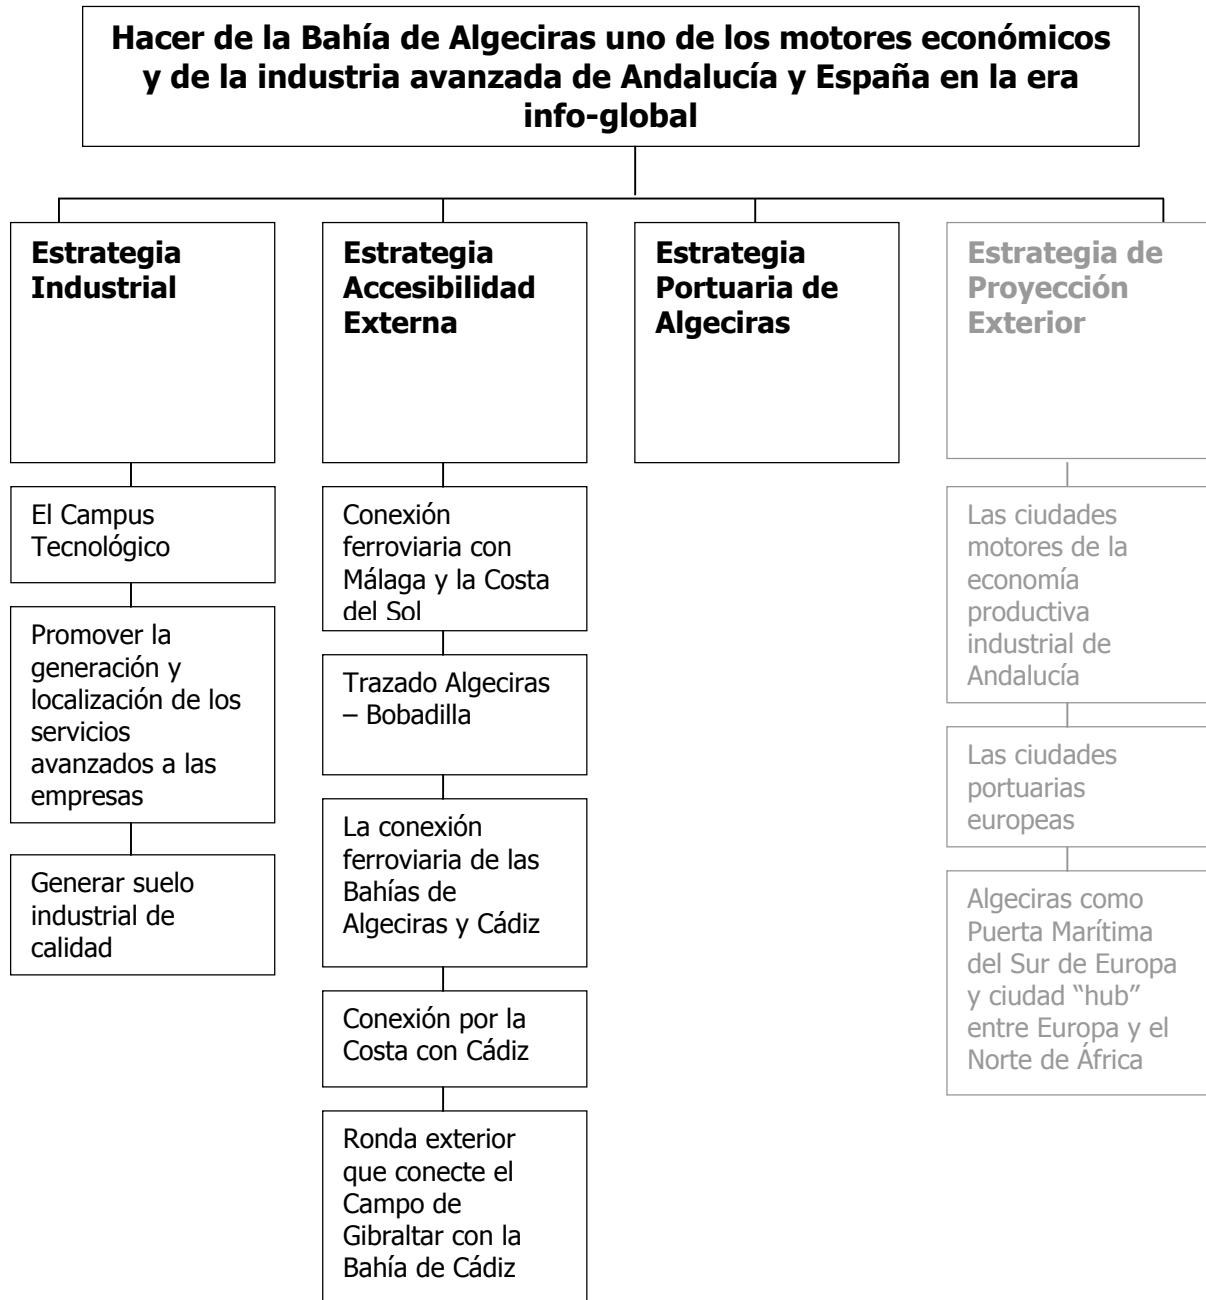 Hacer de la Bahía de Algeciras uno de los motores económicos
y de la industria avanzada de Andalucía y España en la era
info-global
Estrategia
Industrial
El Campus
Tecnológico
Promover la
generación y
localización de los
servicios
avanzados a las
empresas
Generar suelo
industrial de
calidad
Estrategia
Accesibilidad
Externa
Conexión
ferroviaria con
Málaga y la Costa
del Sol
Trazado Algeciras
– Bobadilla
La conexión
ferroviaria de las
Bahías de
Algeciras y Cádiz
Conexión por la
Costa con Cádiz
Ronda exterior
que conecte el
Campo de
Gibraltar con la
Bahía de Cádiz
Estrategia
Portuaria de
Algeciras
Estrategia de
Proyección
Exterior
Las ciudades
motores de la
economía
productiva
industrial de
Andalucía
Las ciudades
portuarias
europeas
Algeciras como
Puerta Marítima
del Sur de Europa
y ciudad “hub”
entre Europa y el
Norte de África